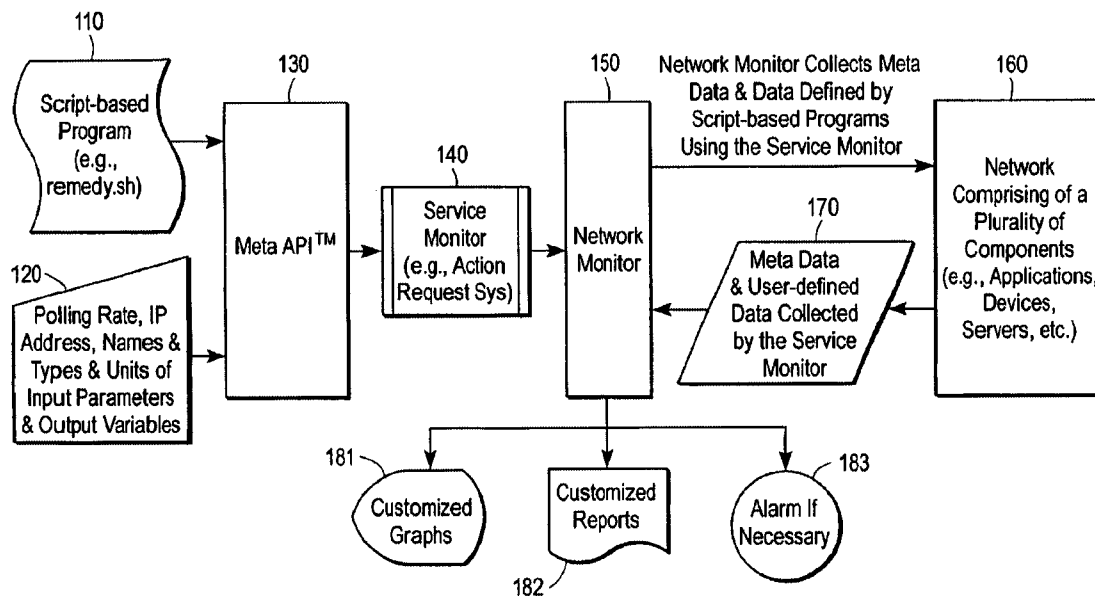 110
Script-based
Program
(e.g.,
remedy.sh)
120
Polling Rate, IP
Address, Names &
Types & Units of
Input Parameters
& Output Variables
130
Meta API™
140
Service
Monitor
(e.g., Action
Request Sys)
150
Network
Monitor
Network Monitor Collects Meta
Data & Data Defined by
Script-based Programs
Using the Service Monitor
160
Network
Comprising of a
Plurality of
Components
(e.g., Applications,
Devices,
Servers, etc.)
170
Meta Data
& User-defined
Data Collected
by the Service
Monitor
181
Customized
Graphs
Customized
Reports
182
183
Alarm If
Necessary